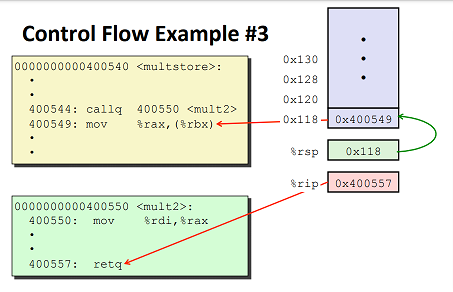 Control Flow Example #3
0000000000400540 <multstore>:
•
•
400544: callq 400550 <mult2>
400549: mov %rax,(%rbx)
•
•
0000000000400550 <mult2>:
400550: mov %rdi,%rax
•
•
400557: retq
•
•
•
0x130
0x128
0x120
0x118 0x400549
%rsp 0x118
%rip 0x400557